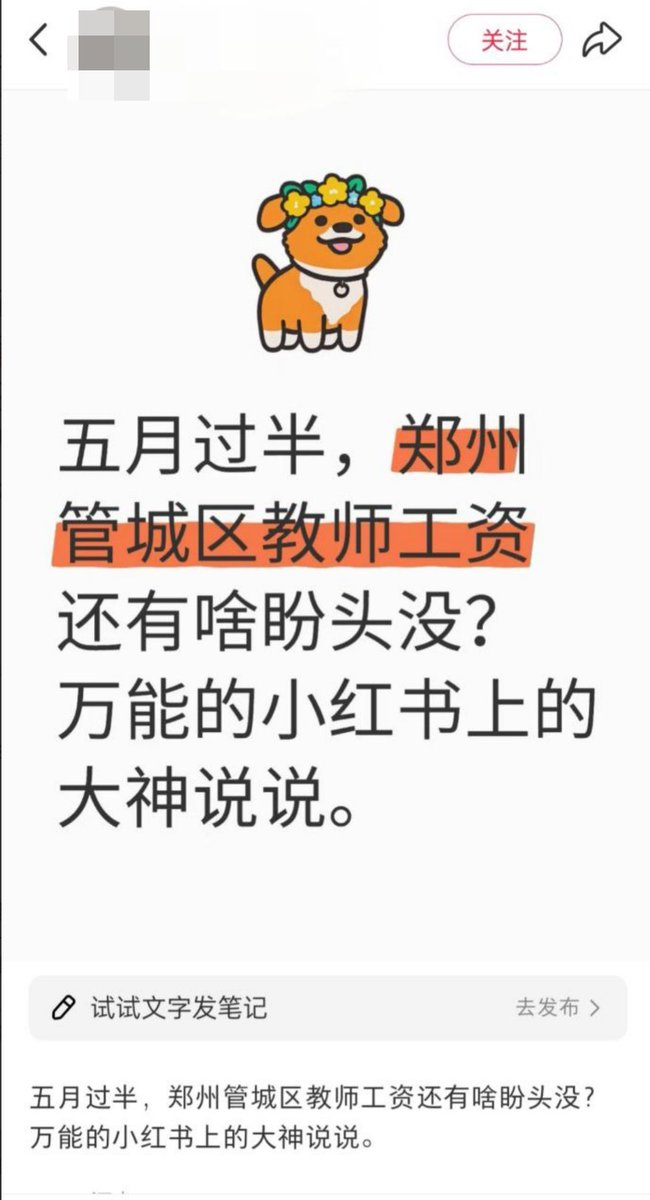 关注
五月过半，郑州
管城区教师工资
还有啥盼头没？
万能的小红书上的
大神说说。
试试文字发笔记
去发布
五月过半，郑州管城区教师工资还有啥盼头没？
万能的小红书上的大神说说。